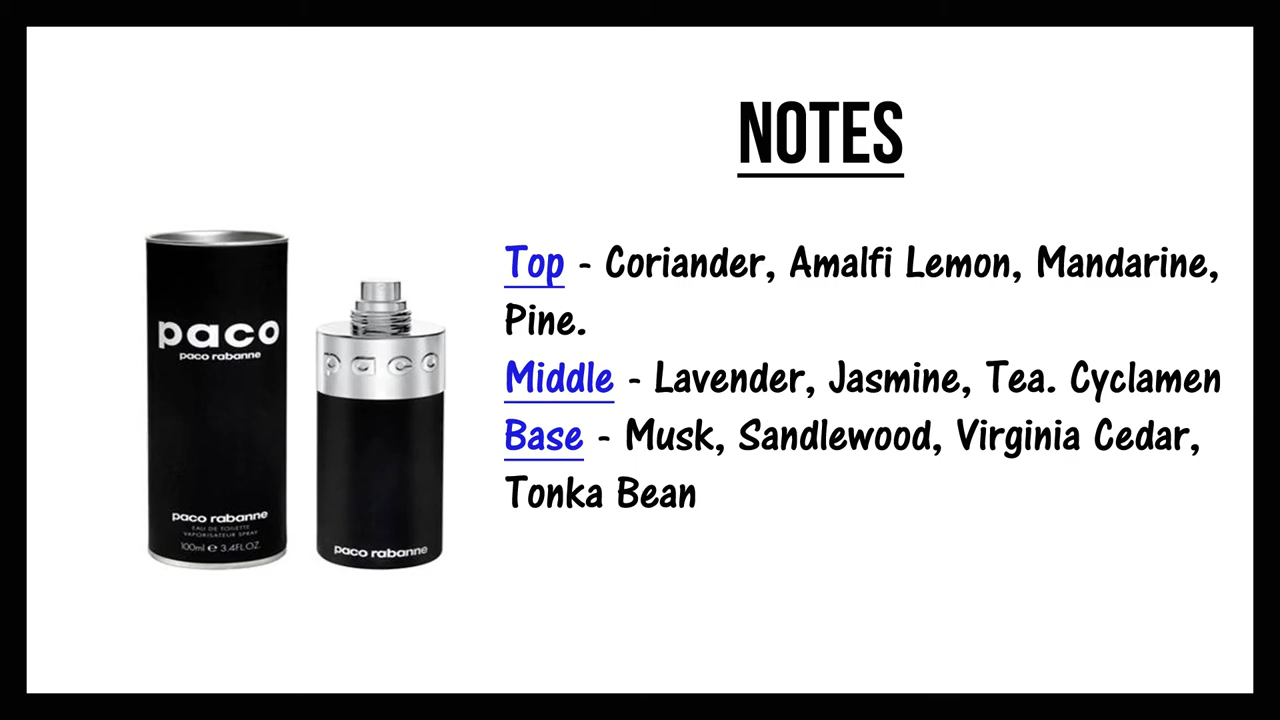 NOTES
Top - Coriander, Amalfi Lemon, Mandarine,
Pine.
Middle - Lavender, Jasmine, Tea. Cyclamen
Base - Musk, Sandlewood, Virginia Cedar,
Tonka Bean
paco
paco rabanne
paco rabanne
EAU DE TOILETTE
VAPORISATEUR SPRAY
100ml e 3.4FL.OZ.
paco
paco rabanne